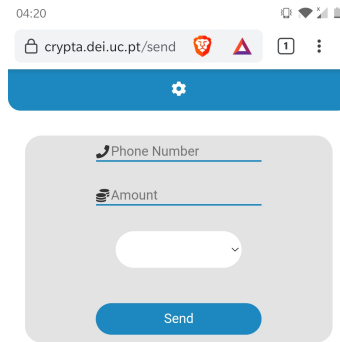 04:20
crypta.dei.uc.pt/send
1
Phone Number
Amount
Send